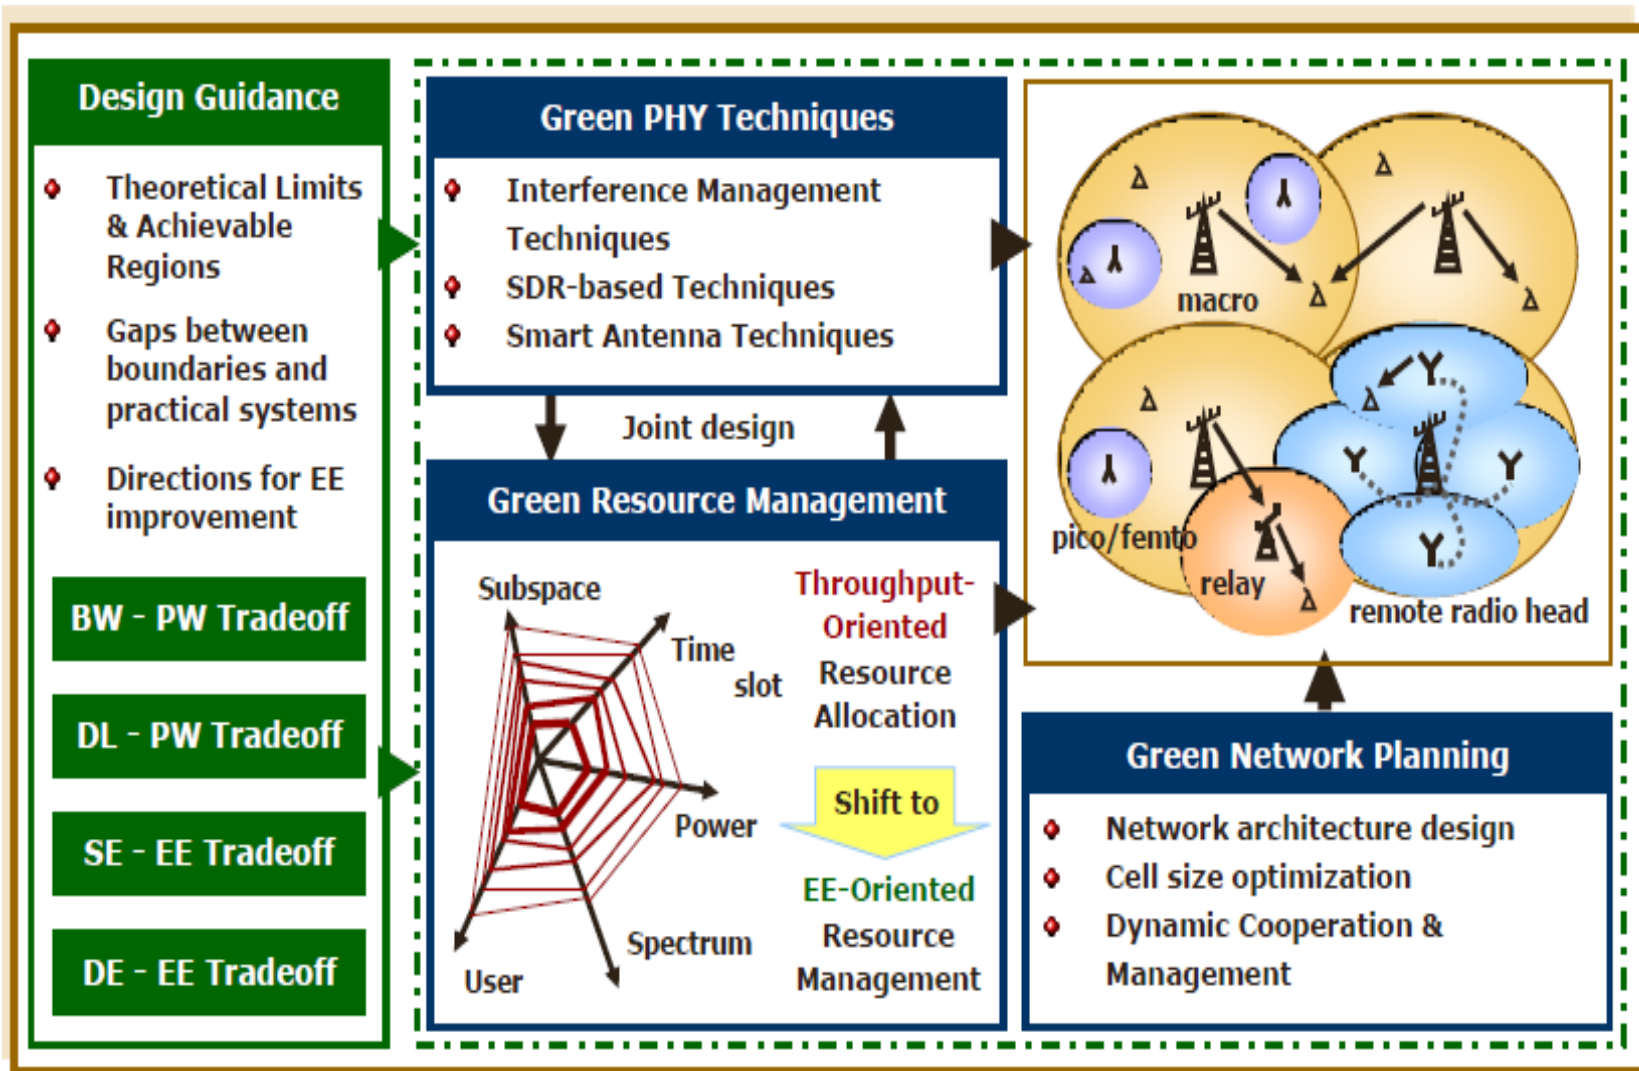 Design Guidance
Theoretical Limits
& Achievable
Regions
Gaps between
boundaries and
practical systems
Directions for EE
improvement
BW - PW Tradeoff
DL - PW Tradeoff
SE - EE Tradeoff
DE - EE Tradeoff
Green PHY Techniques
Interference Management
Techniques
SDR-based Techniques
Smart Antenna Techniques
Joint design
Green Resource Management
Subspace
Time
slot
Power
Spectrum
User
Throughput-
Oriented
Resource
Allocation
Shift to
EE-Oriented
Resource
Management
macro
pico/femto
relay
remote radio head
Green Network Planning
Network architecture design
Cell size optimization
Dynamic Cooperation &
Management